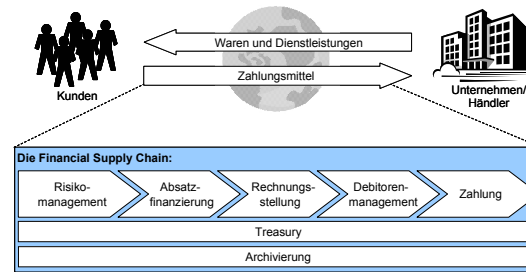 Waren und Dienstleistungen
Zahlungsmittel
Kunden
Unternehmen/
Händler
Die Financial Supply Chain:
Risiko-
management
Absatz-
finanzierung
Rechnungs-
stellung
Debitoren-
management
Zahlung
Treasury
Archivierung